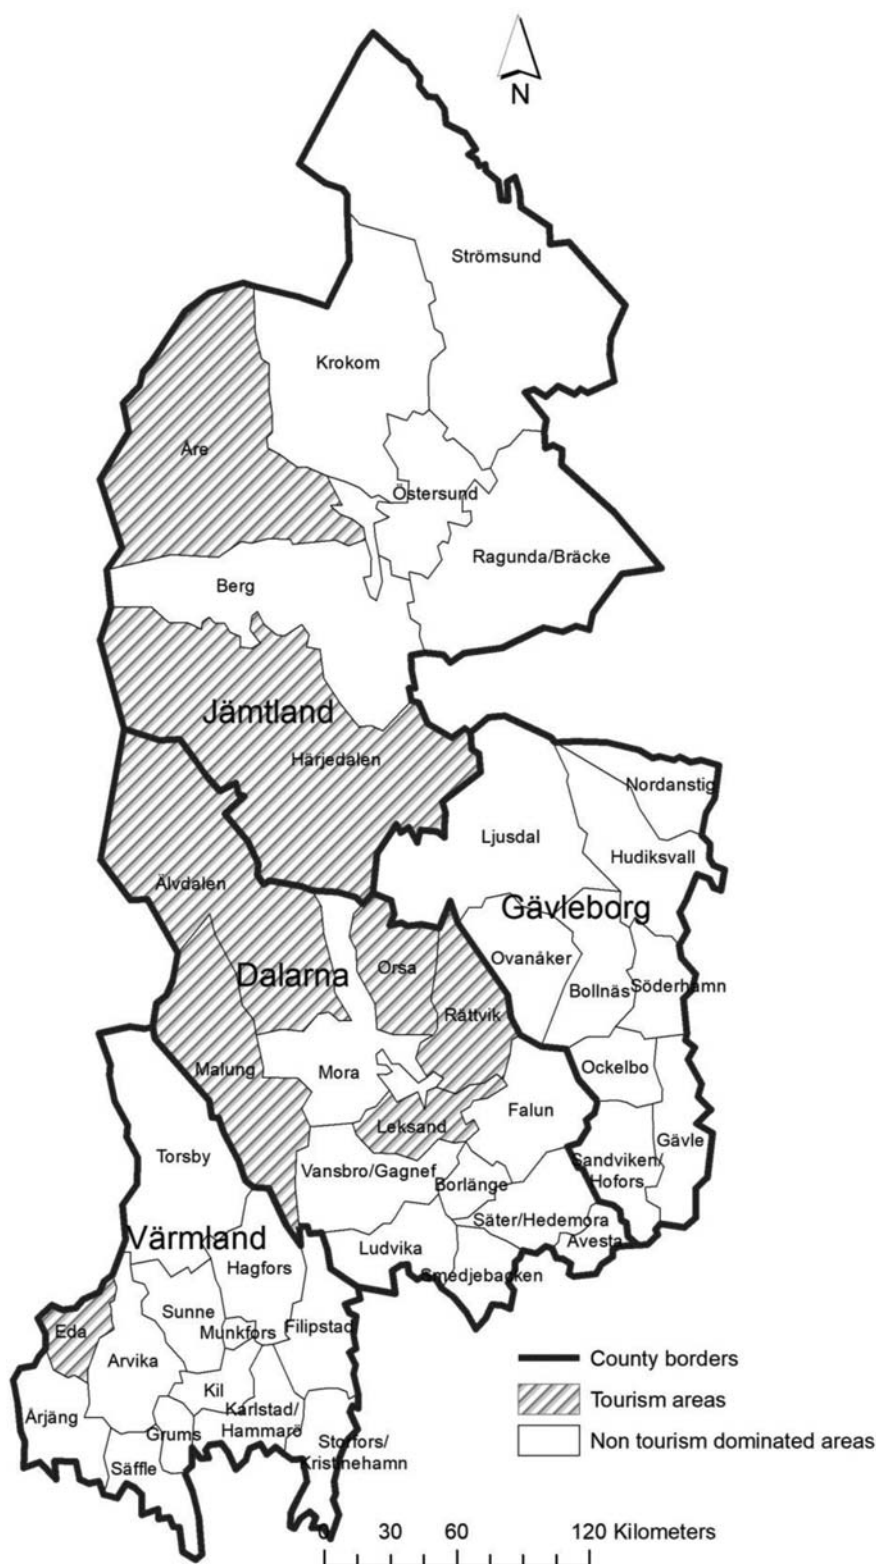 N
Strömsund
Krokom
Åre
Östersund
Ragunda/Bräcke
Berg
Jämtland
Härjedalen
Nordanstig
Ljusdal
Hudiksvall
Älvdalen
Gävleborg
Ovanåker
Orsa
Dalarna
Bollnäs
Söderhamn
Rättvik
Malung
Mora
Ockelbo
Falun
Leksand
Gävle
Torsby
Vansbro/Gagnef
Sandviken/
Hofors
Borlänge
Säter/Hedemora
Värmland
Avesta
Ludvika
Hagfors
Smedjebacken
Sunne
Eda
Munkfors
Filipstad
Arvika
County borders
Kil
Tourism areas
Årjäng
Karlstad/
Hammarö
Grums
Storfors/
Kristinehamn
Non tourism dominated areas
Säffle
0 30 60 120 Kilometers